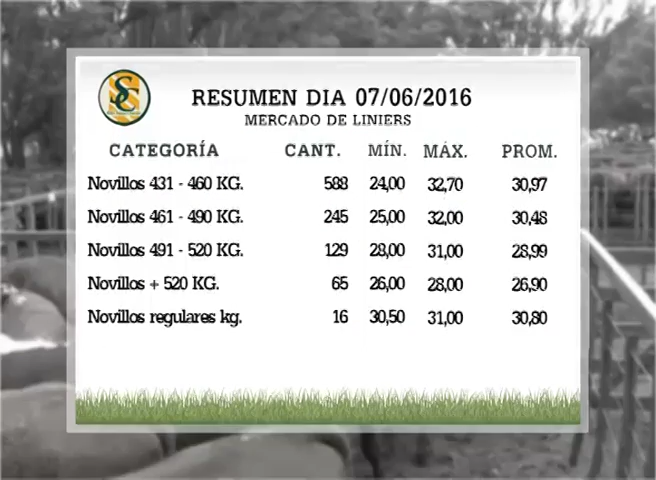 SC
RESUMEN DIA 07/06/2016
MERCADO DE LINIERS
CATEGORÍA CANT. MÍN. MÁX. PROM.
Novillos 431 - 460 KG. 588 24,00 32,70 30,97
Novillos 461 - 490 KG. 245 25,00 32,00 30,48
Novillos 491 - 520 KG. 129 28,00 31,00 28,99
Novillos + 520 KG. 65 26,00 28,00 26,90
Novillos regulares kg. 16 30,50 31,00 30,80